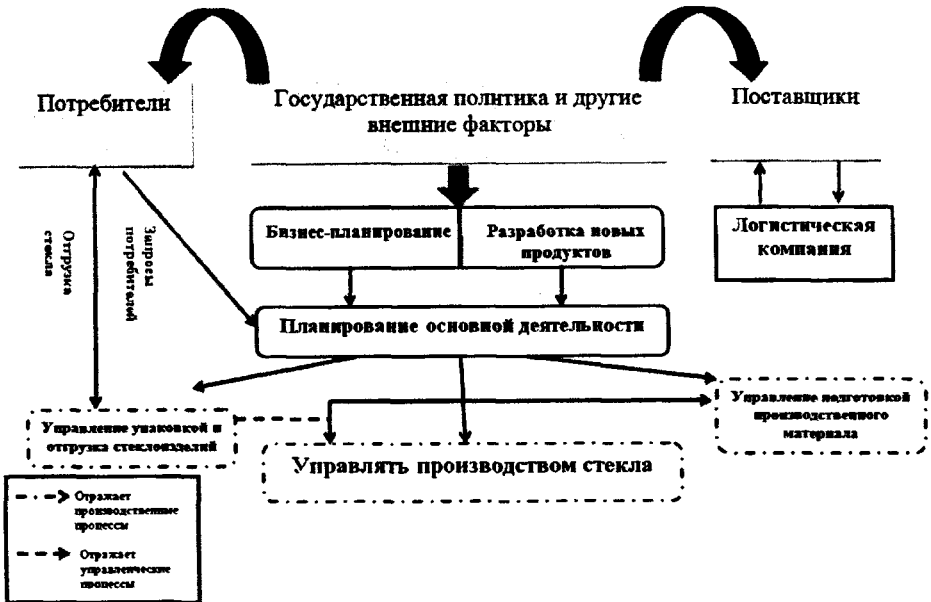 Потребители
Государственная политика и другие
внешние факторы
Поставщики
Отгрузка
стекла
Запросы
потребителей
Бизнес-планирование
Разработка новых
продуктов
Логистическая
компания
Планирование основной деятельности
Управление упаковкой и
отгрузка стеклоизделий
Управлять производством стекла
Управление подготовкой
производственного
материала
Отражает
производственные
процессы
Отражает
управленческие
процессы